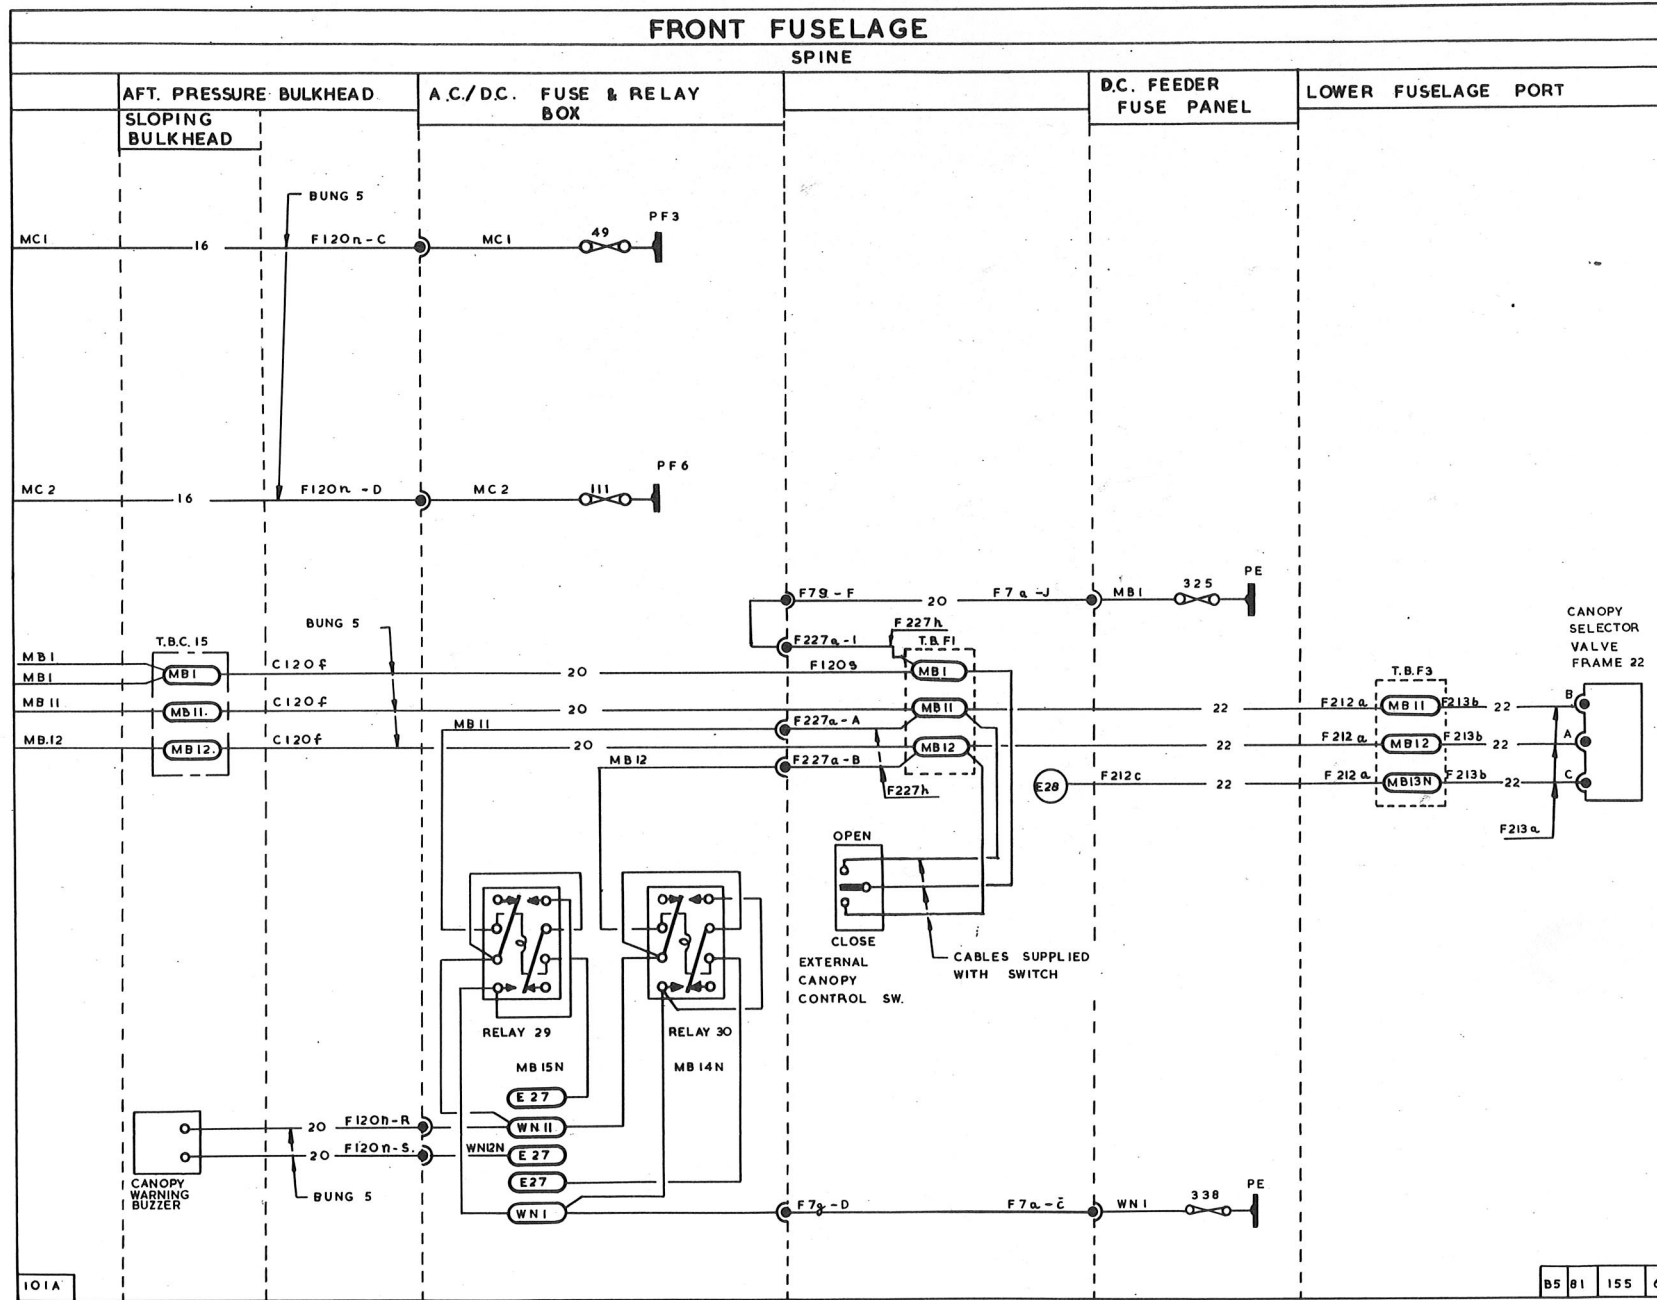 FRONT FUSELAGE
SPINE
AFT. PRESSURE BULKHEAD
A.C./D.C. FUSE & RELAY
BOX
D.C. FEEDER
FUSE PANEL
LOWER FUSELAGE PORT
SLOPING
BULKHEAD
BUNG 5
MC1
16
F120n-C
MC1
49
PF3
MC2
16
F120n-D
MC2
111
PF6
F7g-F
20
F7a-J
MB1
325
PE
BUNG 5
F227h
T.B.C. 15
F227a-1
T.B.F1
CANOPY
SELECTOR
VALVE
FRAME 22
MB1
MB1
MB1
C120f
20
F120g
MB1
T.B.F3
MB11
MB11.
C120f
20
MB11
22
F212a
MB11
F213b
22
B
MB11
F227a-A
MB.12
MB12.
C120f
20
MB12
22
F212a
MB12
F213b
22
A
MB12
F227a-B
F227h
E28
F212c
22
F212a
MB13N
F213b
22
C
F213a
OPEN
CLOSE
EXTERNAL
CANOPY
CONTROL SW.
CABLES SUPPLIED
WITH SWITCH
RELAY 29
RELAY 30
MB15N
MB14N
E27
20
F120n-R
WN11
20
F120n-S.
WN12N
E27
E27
CANOPY
WARNING
BUZZER
BUNG 5
WN1
F7g-D
F7a-C
WN1
338
PE
101A
B5 81 155